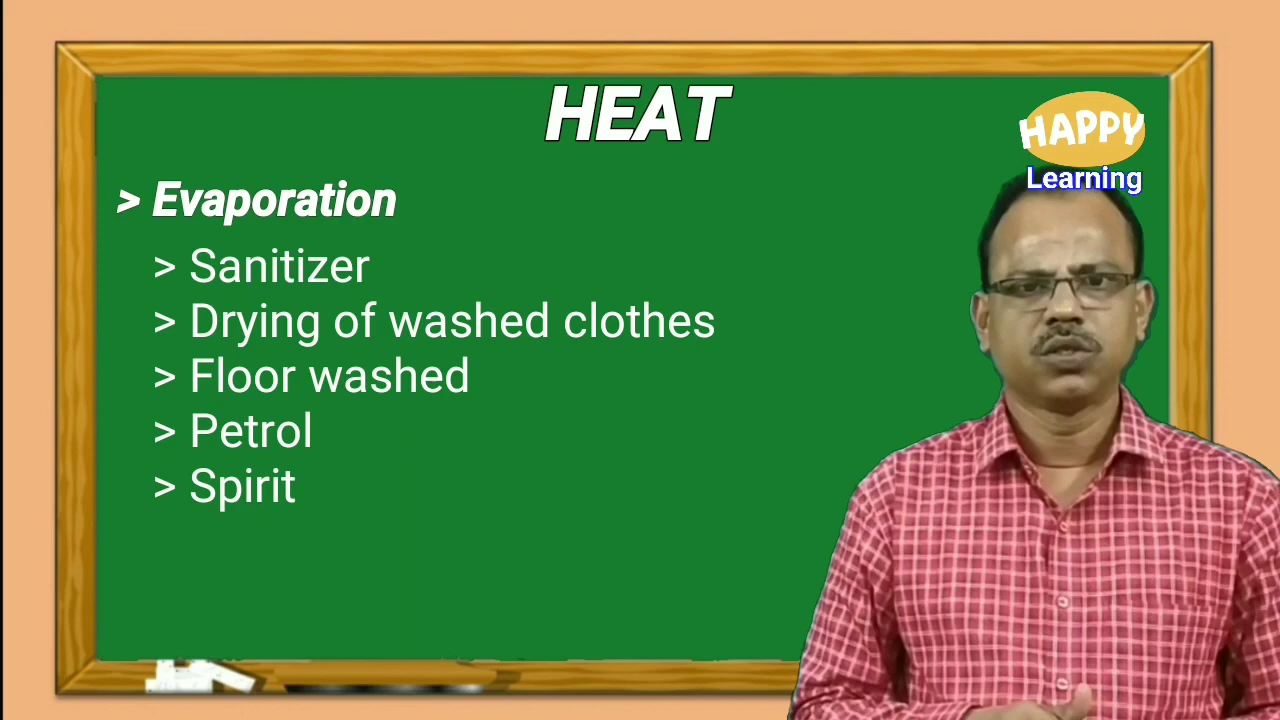 HEAT
HAPPY
Learning
> Evaporation
> Sanitizer
> Drying of washed clothes
> Floor washed
> Petrol
> Spirit